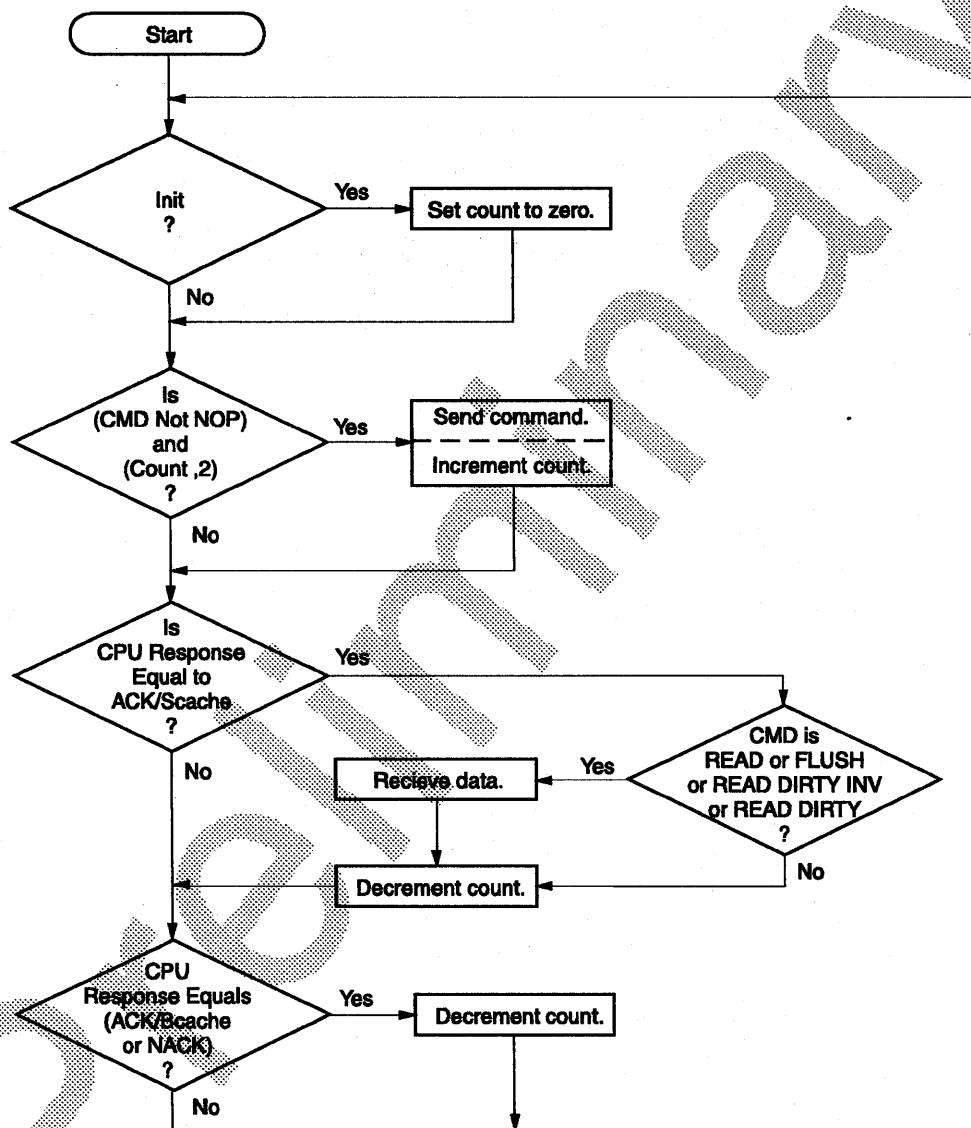 Start
Init
?
Yes
Set count to zero.
No
Is
(CMD Not NOP)
and
(Count ,2)
?
Yes
Send command.
Increment count.
No
Is
CPU Response
Equal to
ACK/Scache
?
Yes
CMD is
READ or FLUSH
or READ DIRTY INV
or READ DIRTY
?
Yes
Recieve data.
No
No
Decrement count.
CPU
Response Equals
(ACK/Bcache
or NACK)
?
Yes
Decrement count.
No